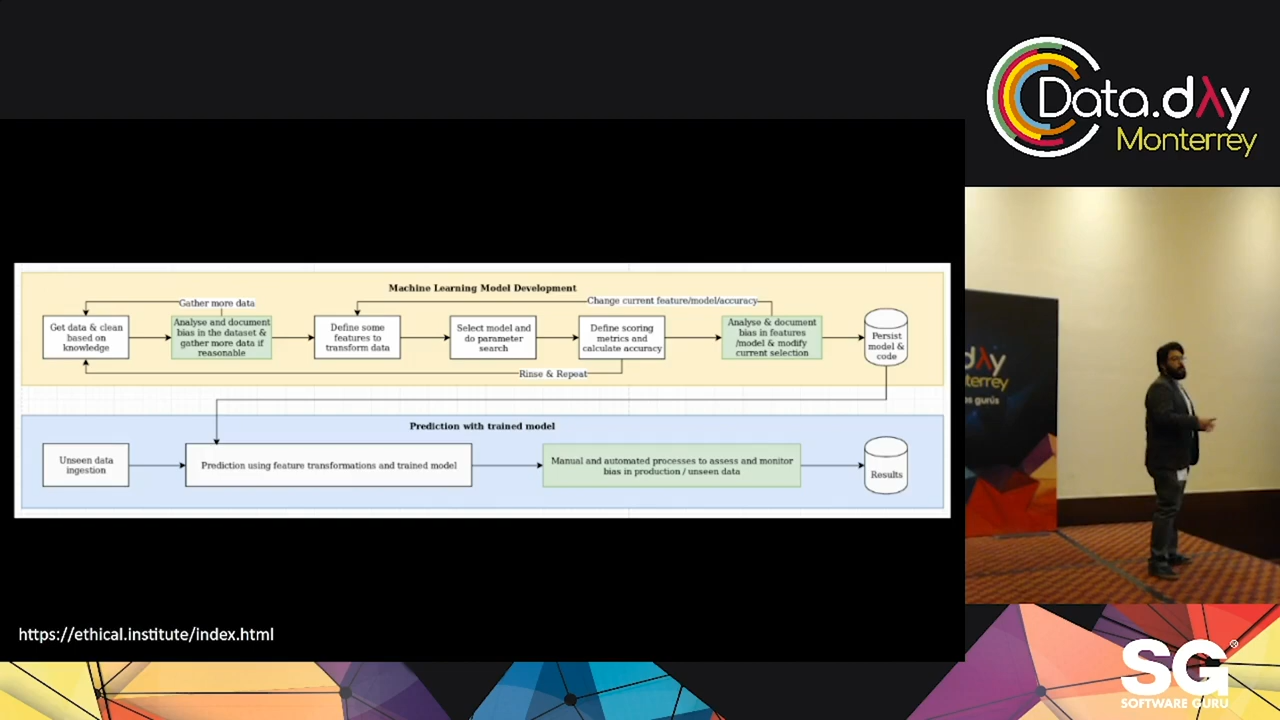 Data.dλy
Monterrey
Machine Learning Model Development
Gather more data
Change current feature/model/accuracy
Get data & clean
based on
knowledge
Analyse and document
bias in the dataset &
gather more data if
reasonable
Define some
features to
transform data
Select model and
do parameter
search
Define scoring
metrics and
calculate accuracy
Analyse & document
bias in features
/model & modify
current selection
Persist
model &
code
Rinse & Repeat
Prediction with trained model
Unseen data
ingestion
Prediction using feature transformations and trained model
Manual and automated processes to assess and monitor
bias in production / unseen data
Results
https://ethical.institute/index.html
dλy
terrey
gurús
SG
SOFTWARE GURU